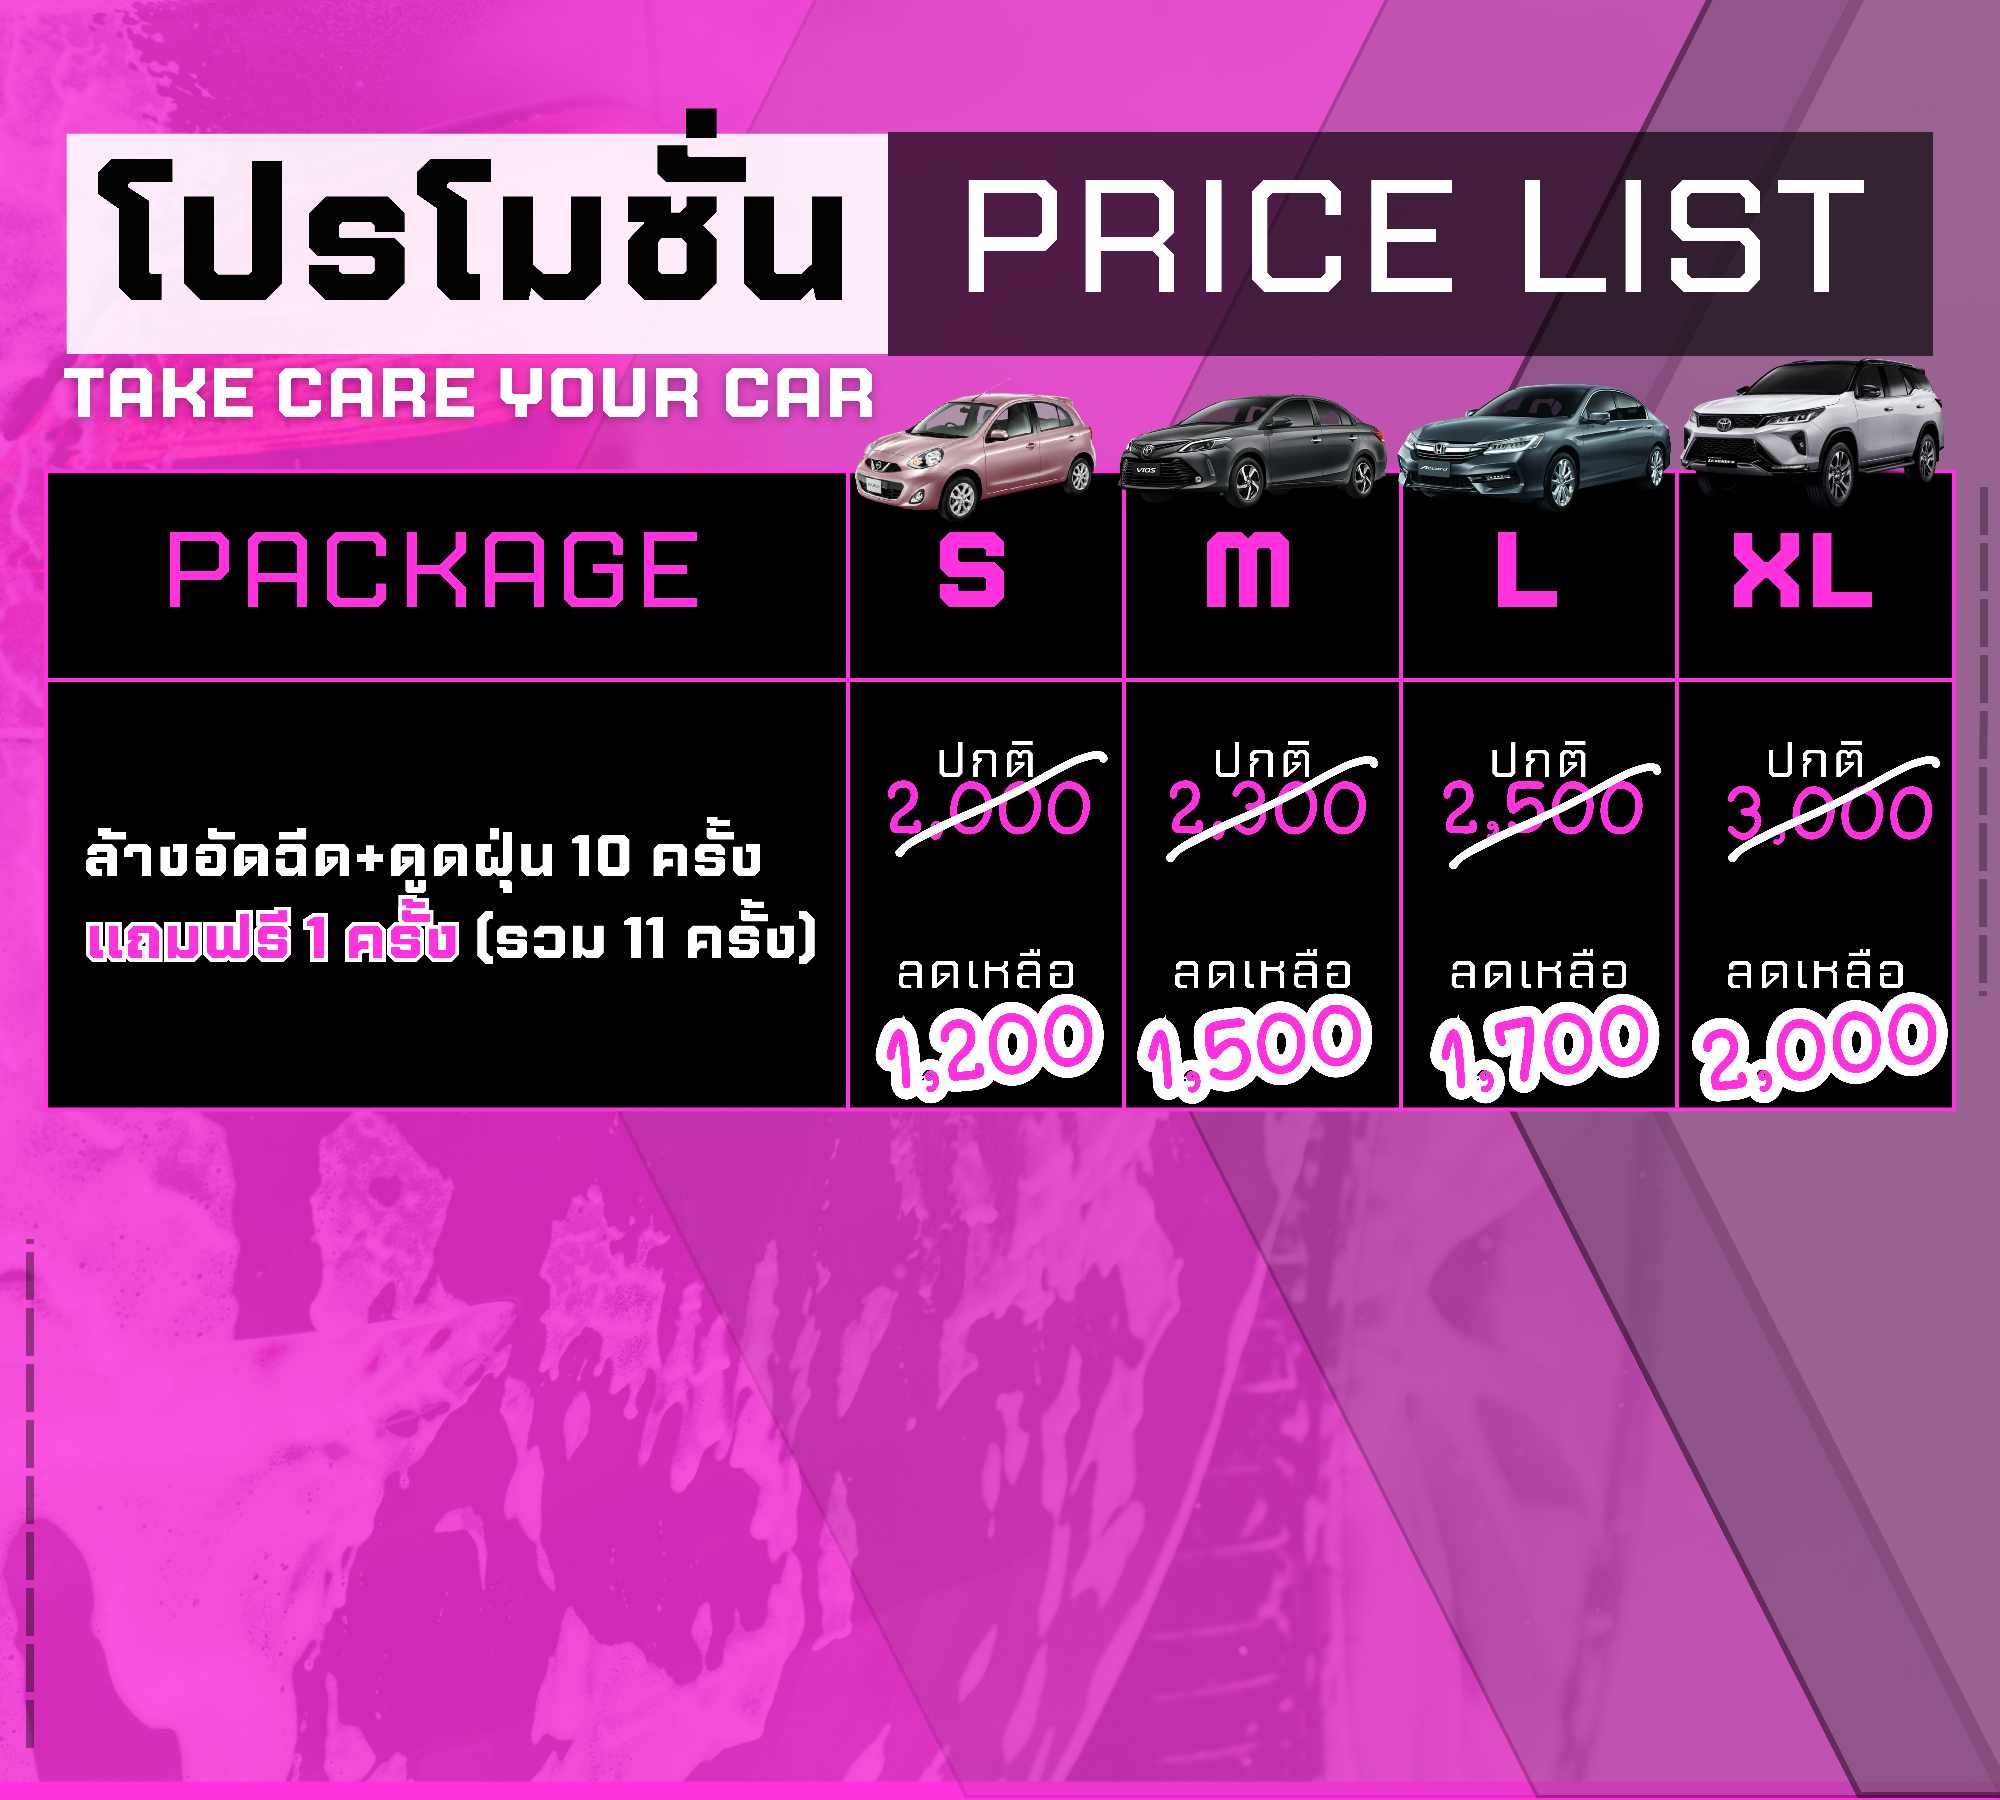 โปรโมชั่น PRICE LIST
TAKE CARE YOUR CAR
VIOS
Accord
PACKAGE S M L XL
ล้างอัดฉีด+ดูดฝุ่น 10 ครั้ง
แถมฟรี 1 ครั้ง (รวม 11 ครั้ง)
ปกติ ปกติ ปกติ ปกติ
2,000 2,300 2,500 3,000
ลดเหลือ ลดเหลือ ลดเหลือ ลดเหลือ
1,200 1,500 1,700 2,000